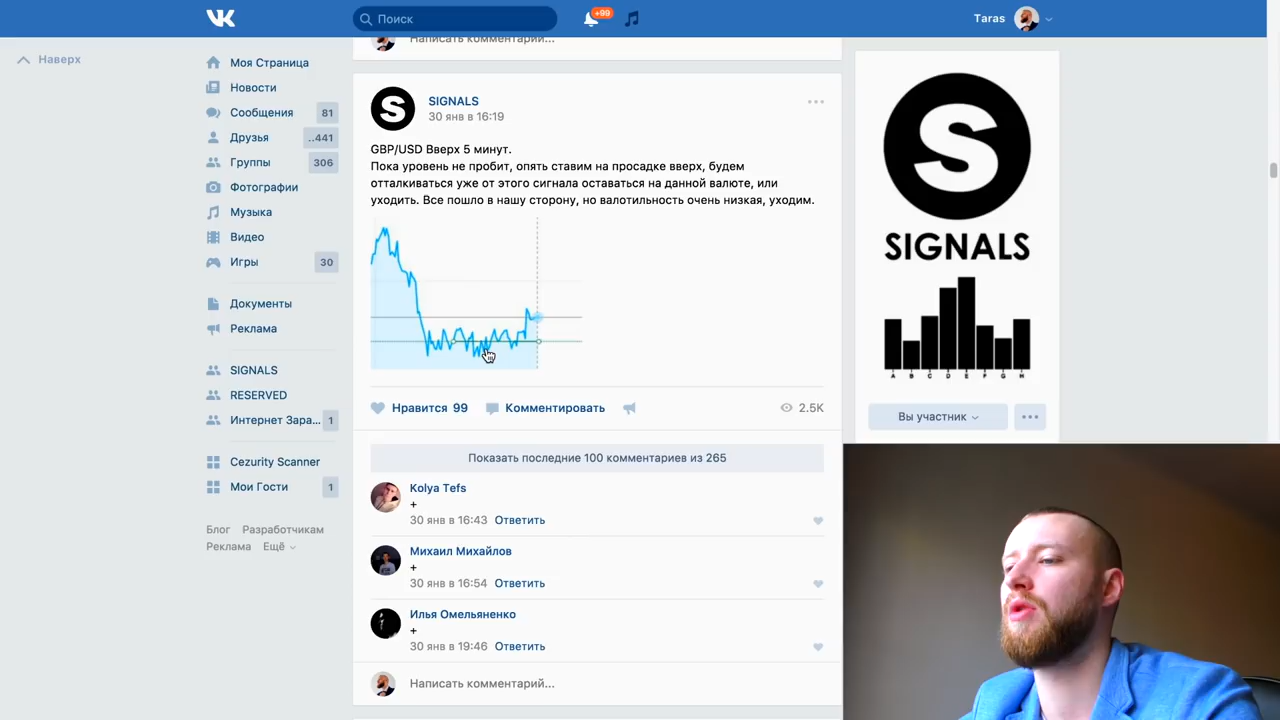 Поиск
+99
Taras
Наверх
Моя Страница
Новости
Сообщения 81
Друзья ..441
Группы 306
Фотографии
Музыка
Видео
Игры 30
Документы
Реклама
SIGNALS
RESERVED
Интернет Зара... 1
Cezurity Scanner
Мои Гости 1
Блог Разработчикам
Реклама Ещё
Написать комментарий...
S
SIGNALS
30 янв в 16:19
GBP/USD Вверх 5 минут.
Пока уровень не пробит, опять ставим на просадке вверх, будем
отталкиваться уже от этого сигнала оставаться на данной валюте, или
уходить. Все пошло в нашу сторону, но валотильность очень низкая, уходим.
Нравится 99 Комментировать 2.5K
Показать последние 100 комментариев из 265
Kolya Tefs
+
30 янв в 16:43 Ответить
Михаил Михайлов
+
30 янв в 16:54 Ответить
Илья Омельяненко
+
30 янв в 19:46 Ответить
Написать комментарий...
S
SIGNALS
A B C D E F G H
Вы участник